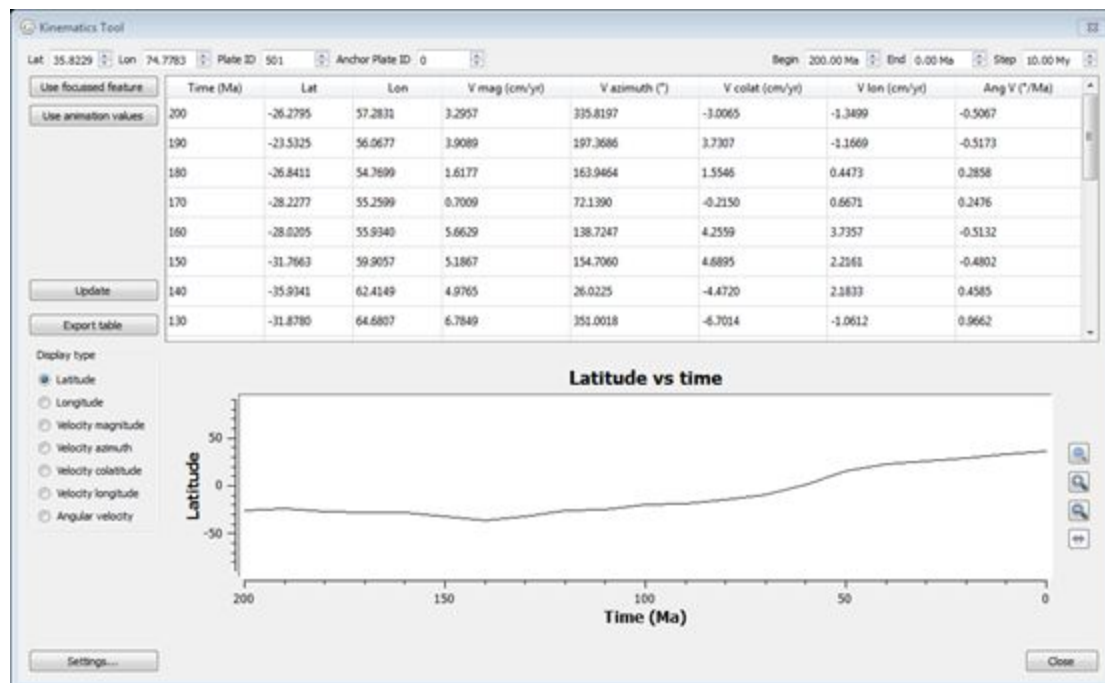 Kinematics Tool
Lat 35.8229 Lon 74.7783 Plate ID 501 Anchor Plate ID 0 Begin 200.00 Ma End 0.00 Ma Step 10.00 My
Use focussed feature
Use animation values
Time (Ma) Lat Lon V mag (cm/yr) V azimuth (°) V colat (cm/yr) V lon (cm/yr) Ang V (°/Ma)
200 -26.2795 57.2831 3.2957 335.8197 -3.0065 -1.3499 -0.5067
190 -23.5325 56.0677 3.9089 197.3686 3.7307 -1.1669 -0.5173
180 -26.8411 54.7699 1.6177 163.9464 1.5546 0.4473 0.2858
170 -28.2277 55.2599 0.7009 72.1390 -0.2150 0.6671 0.2476
160 -28.0205 55.9340 5.6629 138.7247 4.2559 3.7357 -0.5132
150 -31.7663 59.9057 5.1867 154.7060 4.6895 2.2161 -0.4802
140 -35.9341 62.4149 4.9765 26.0225 -4.4720 2.1833 0.4585
130 -31.8780 64.6807 6.7849 351.0018 -6.7014 -1.0612 0.9662
Update
Export table
Display type
Latitude
Longitude
Velocity magnitude
Velocity azimuth
Velocity colatitude
Velocity longitude
Angular velocity
Latitude vs time
Latitude
50
0
-50
200 150 100 50 0
Time (Ma)
Settings...
Close